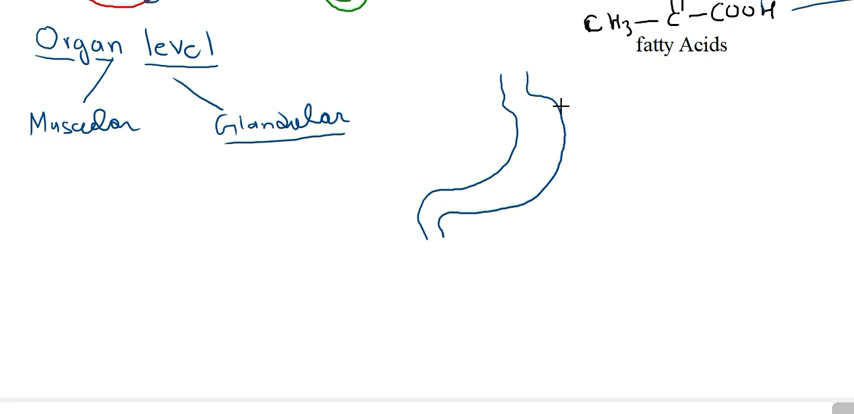 CH3-C-COOH
fatty Acids
Organ level
Muscular
Glandular